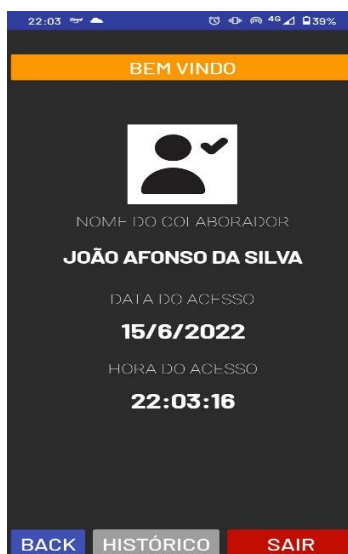 22:03 4G 39%
BEM VINDO
NOME DO COLABORADOR
JOÃO AFONSO DA SILVA
DATA DO ACESSO
15/6/2022
HORA DO ACESSO
22:03:16
BACK HISTÓRICO SAIR